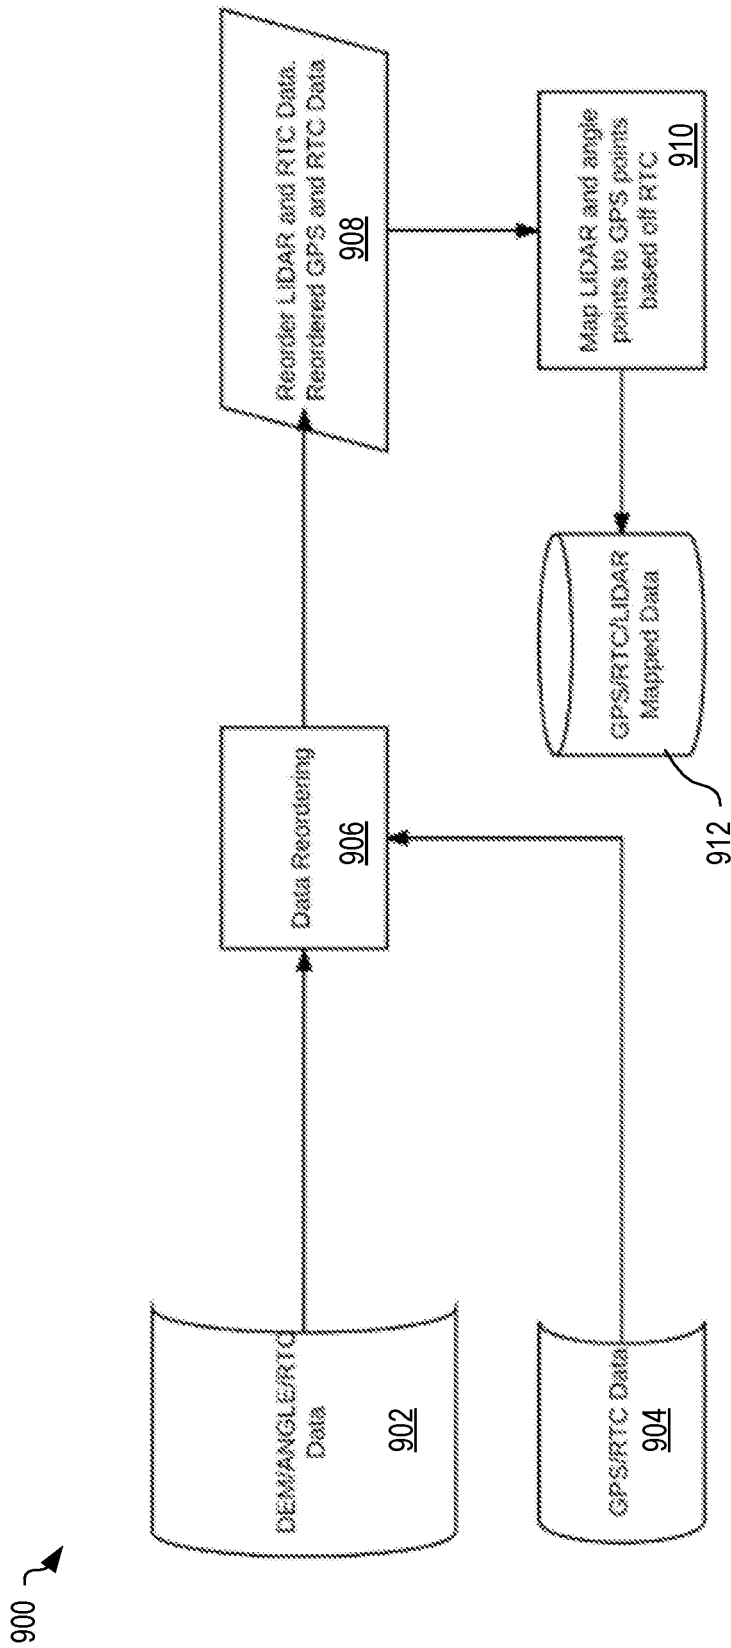 900
DEM/ANGLE/RTC
Data
902
GPS/RTC Data
904
Data Reordering
906
Reorder LIDAR and RTC Data,
Reordered GPS and RTC Data
908
Map LIDAR and angle
points to GPS points
based off RTC
910
GPS/RTC/LIDAR
Mapped Data
912